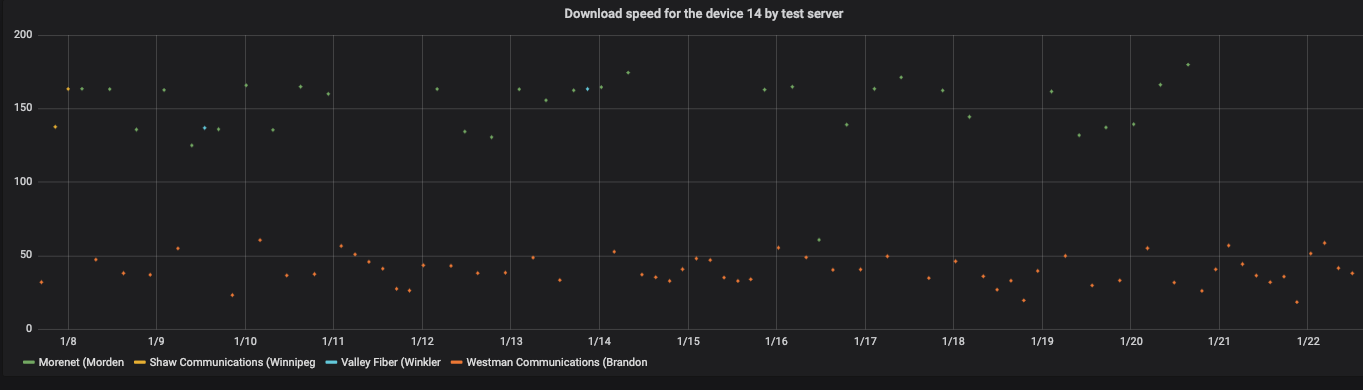 Download speed for the device 14 by test server
200
150
100
50
0
1/8 1/9 1/10 1/11 1/12 1/13 1/14 1/15 1/16 1/17 1/18 1/19 1/20 1/21 1/22
Morenet (Morden Shaw Communications (Winnipeg Valley Fiber (Winkler Westman Communications (Brandon